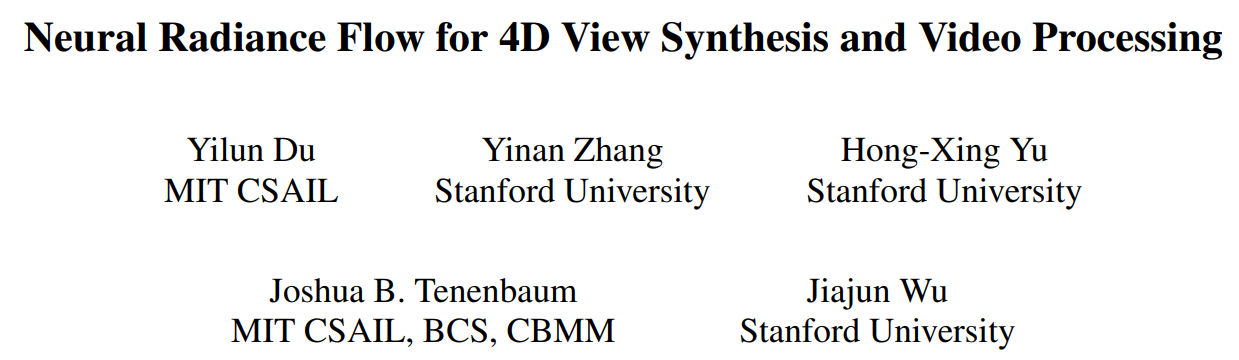 Neural Radiance Flow for 4D View Synthesis and Video Processing
Yilun Du Yinan Zhang Hong-Xing Yu
MIT CSAIL Stanford University Stanford University
Joshua B. Tenenbaum Jiajun Wu
MIT CSAIL, BCS, CBMM Stanford University